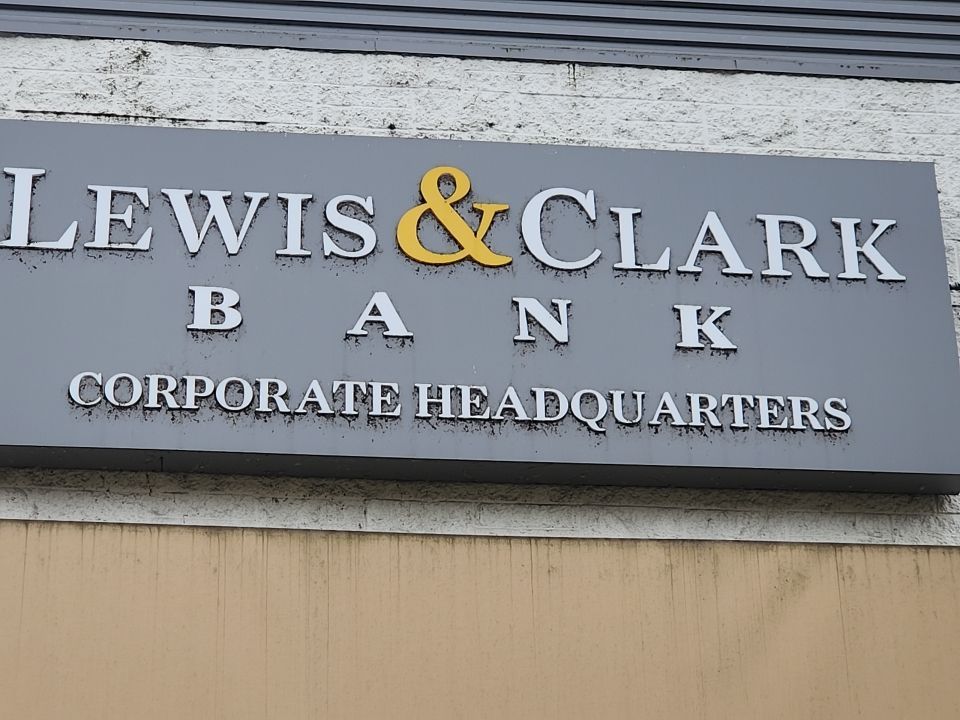 LEWIS & CLARK
BANK
CORPORATE HEADQUARTERS